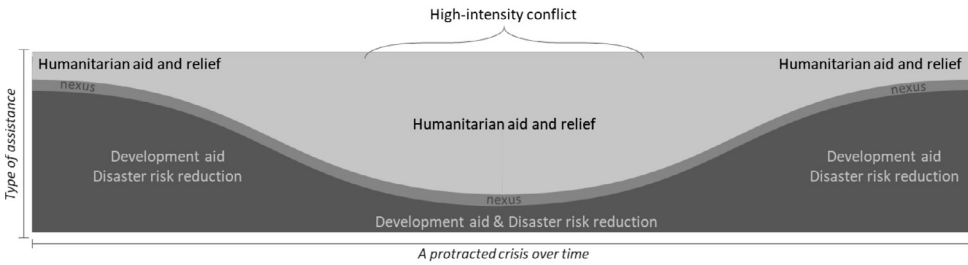 High-intensity conflict
Humanitarian aid and relief
Humanitarian aid and relief
nexus
nexus
Humanitarian aid and relief
Type of assistance
Development aid
Disaster risk reduction
Development aid
Disaster risk reduction
nexus
Development aid & Disaster risk reduction
A protracted crisis over time